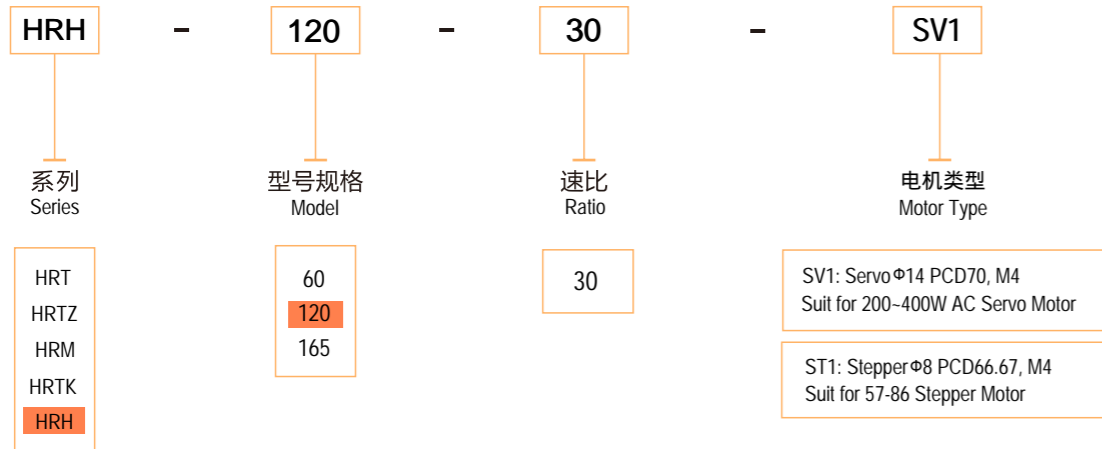 HRH - 120 - 30 - SV1
系列
Series
型号规格
Model
速比
Ratio
电机类型
Motor Type
HRT
HRTZ
HRM
HRTK
HRH
60
120
165
30
SV1: ServoΦ14 PCD70, M4
Suit for 200~400W AC Servo Motor
ST1: StepperΦ8 PCD66.67, M4
Suit for 57-86 Stepper Motor